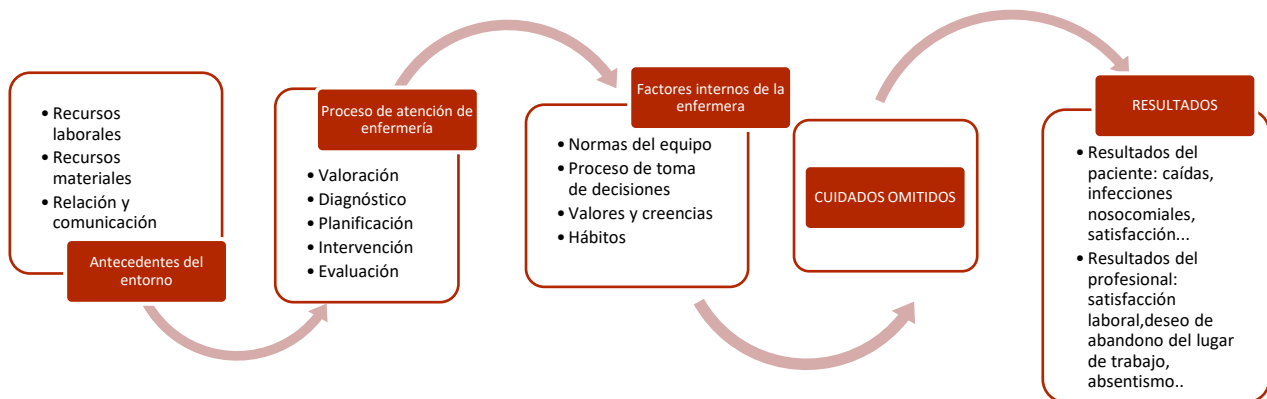 • Recursos
laborales
• Recursos
materiales
• Relación y
comunicación
Antecedentes del
entorno
Proceso de atención de
enfermería
• Valoración
• Diagnóstico
• Planificación
• Intervención
• Evaluación
Factores internos de la
enfermera
• Normas del equipo
• Proceso de toma
de decisiones
• Valores y creencias
• Hábitos
CUIDADOS OMITIDOS
RESULTADOS
• Resultados del
paciente: caídas,
infecciones
nosocomiales,
satisfacción...
• Resultados del
profesional:
satisfacción
laboral,deseo de
abandono del lugar
de trabajo,
absentismo..